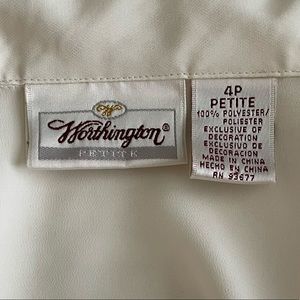 W
Worthington®
PETITE
4P
PETITE
100% POLYESTER/
POLIESTER
EXCLUSIVE OF
DECORATION
EXCLUSIVO DE
DECORACION
MADE IN CHINA
HECHO EN CHINA
RN 93677